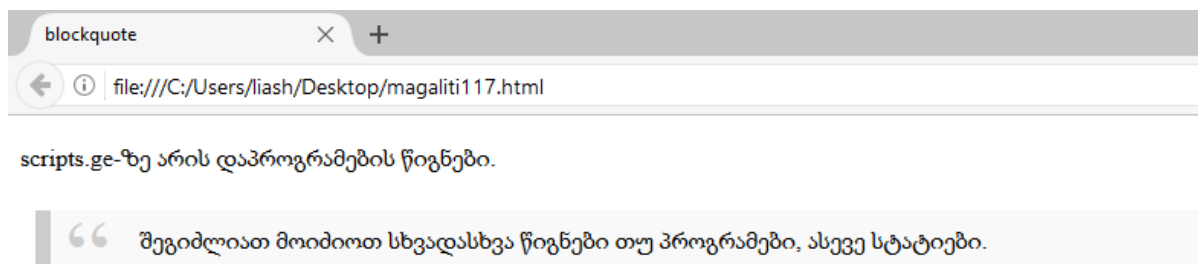 blockquote
file:///C:/Users/liash/Desktop/magaliti117.html
scripts.ge-ზე არის დაპროგრამების წიგნები.
“ შეგიძლიათ მოიძიოთ სხვადასხვა წიგნები თუ პროგრამები, ასევე სტატიები.